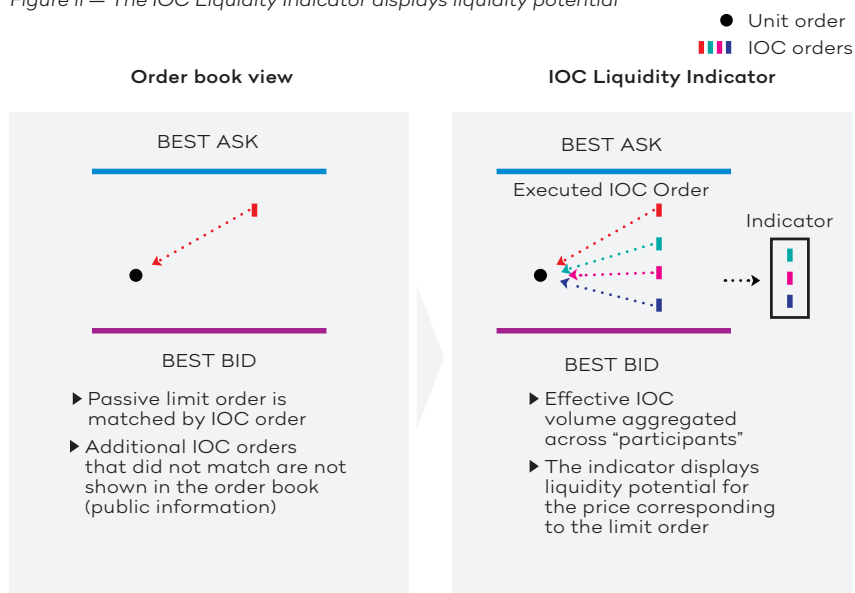 Figure II — The IOC Liquidity Indicator displays liquidity potential
Unit order
IOC orders
Order book view
BEST ASK
BEST BID
Passive limit order is
matched by IOC order
Additional IOC orders
that did not match are not
shown in the order book
(public information)
IOC Liquidity Indicator
BEST ASK
Executed IOC Order
Indicator
BEST BID
Effective IOC
volume aggregated
across “participants”
The indicator displays
liquidity potential for
the price corresponding
to the limit order